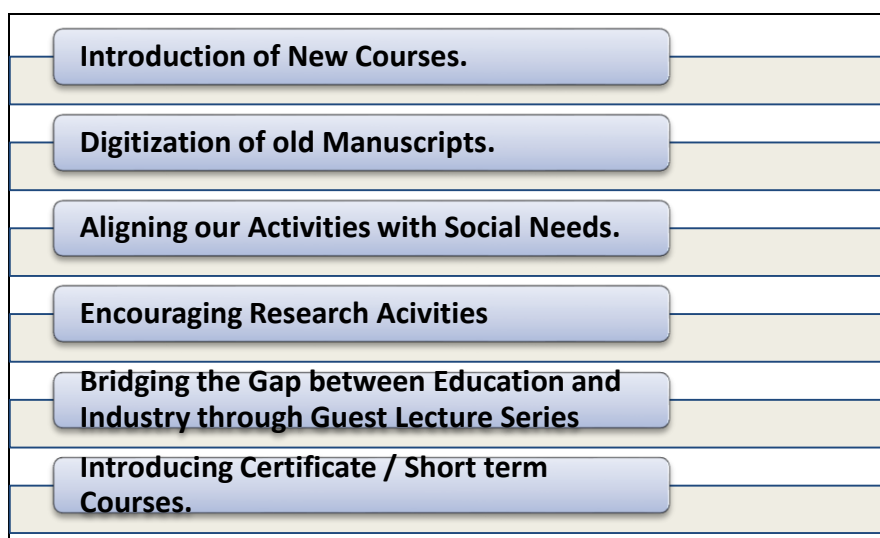 Introduction of New Courses.
Digitization of old Manuscripts.
Aligning our Activities with Social Needs.
Encouraging Research Acivities
Bridging the Gap between Education and
Industry through Guest Lecture Series
Introducing Certificate / Short term
Courses.